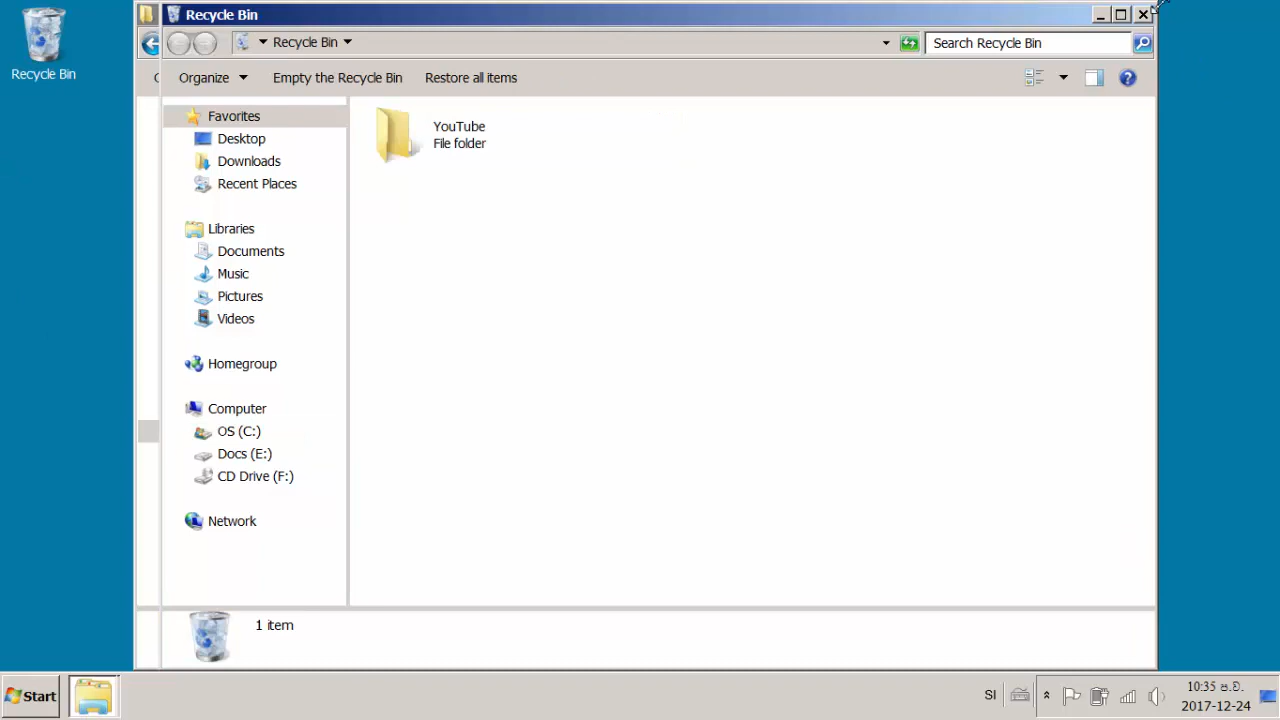 Recycle Bin
Recycle Bin
Recycle Bin
Search Recycle Bin
Organize
Empty the Recycle Bin
Restore all items
Favorites
Desktop
Downloads
Recent Places
Libraries
Documents
Music
Pictures
Videos
Homegroup
Computer
OS (C:)
Docs (E:)
CD Drive (F:)
Network
YouTube
File folder
1 item
Start
SI
10:35 ප.ව.
2017-12-24